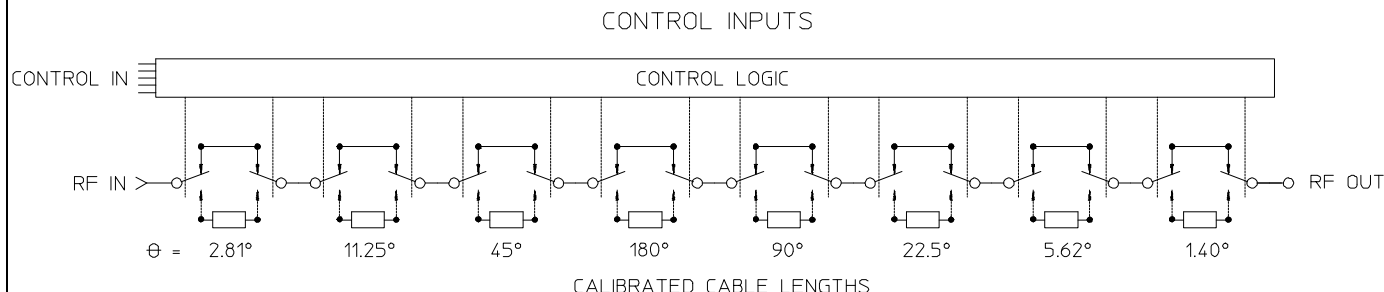 CONTROL INPUTS
CONTROL IN
CONTROL LOGIC
RF IN
RF OUT
θ = 2.81° 11.25° 45° 180° 90° 22.5° 5.62° 1.40°
CALIBRATED CABLE LENGTHS